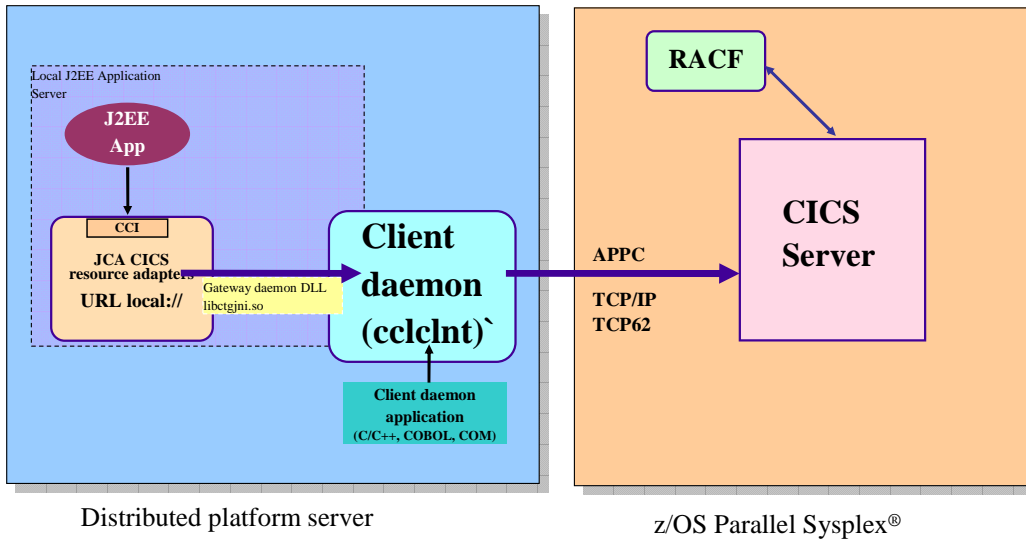 Local J2EE Application
Server
J2EE
App
CCI
JCA CICS
resource adapters
URL local://
Gateway daemon DLL
libctgjni.so
Client
daemon
(cclclnt)`
Client daemon
application
(C/C++, COBOL, COM)
Distributed platform server
RACF
CICS
Server
APPC
TCP/IP
TCP62
z/OS Parallel Sysplex®